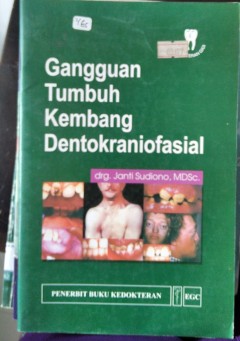 Gangguan
Tumbuh
Kembang
Dentokraniofasial
drg. Janti Sudiono, MDSc.
PENERBIT BUKU KEDOKTERAN
EGC